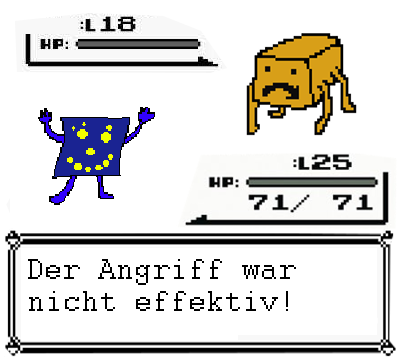 :L18
HP:
:L25
HP:
71/ 71
Der Angriff war
nicht effektiv!